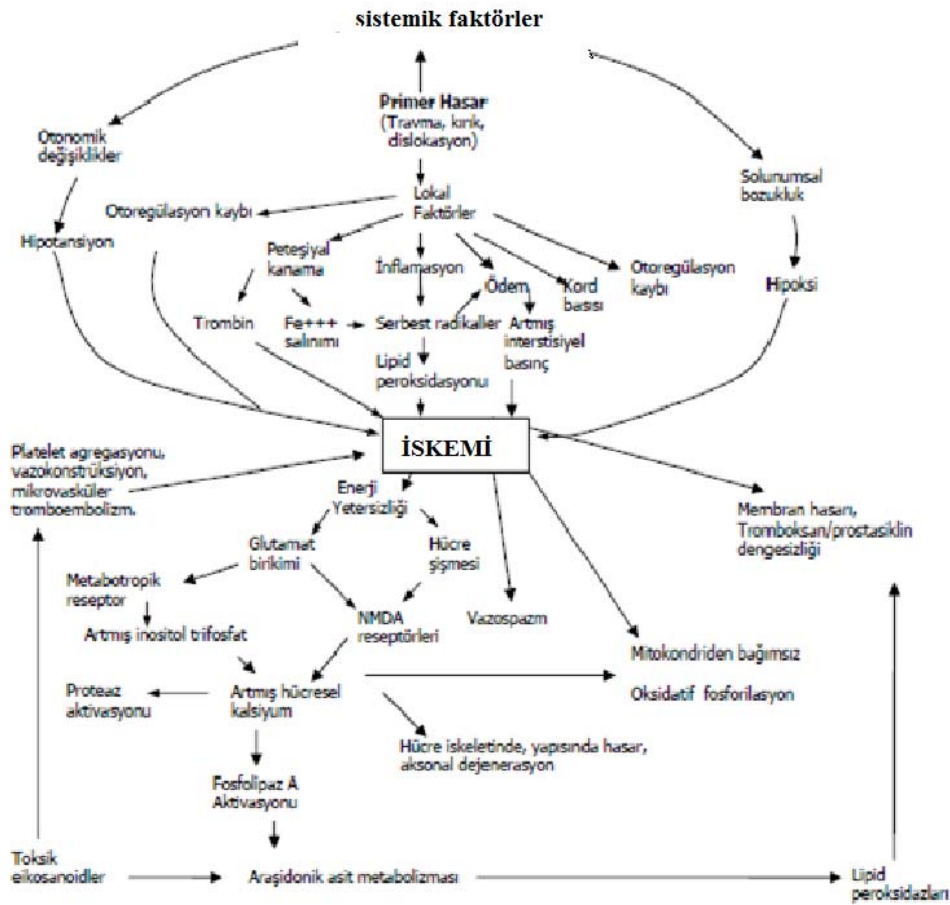 sistemik faktörler
Primer Hasar
(Travma, kırık,
dislokasyon)
Otonomik
değişiklikler
Solunumsal
bozukluk
Lokal
Faktörler
Otoregülasyon kaybı
Hipotansiyon
Peteşiyal
kanama
İnflamasyon
Ödem
Kord
basısı
Otoregülasyon
kaybı
Hipoksi
Trombin
Fe+++
salınımı
Serbest radikaller
Artmış
interstisiyel
basınç
Lipid
peroksidasyonu
İSKEMİ
Platelet agregasyonu,
vazokonstrüksiyon,
mikrovasküler
tromboembolizm.
Enerji
Yetersizliği
Membran hasarı,
Tromboksan/prostasiklin
dengesizliği
Glutamat
birikimi
Hücre
şişmesi
Metabotropik
reseptor
NMDA
reseptörleri
Vazospazm
Artmış inositol trifosfat
Mitokondriden bağımsız
Oksidatif fosforilasyon
Proteaz
aktivasyonu
Artmış hücresel
kalsiyum
Hücre iskeletinde, yapısında hasar,
aksonal dejenerasyon
Fosfolipaz A
Aktivasyonu
Toksik
eikosanoidler
Araşidonik asit metabolizması
Lipid
peroksidazları